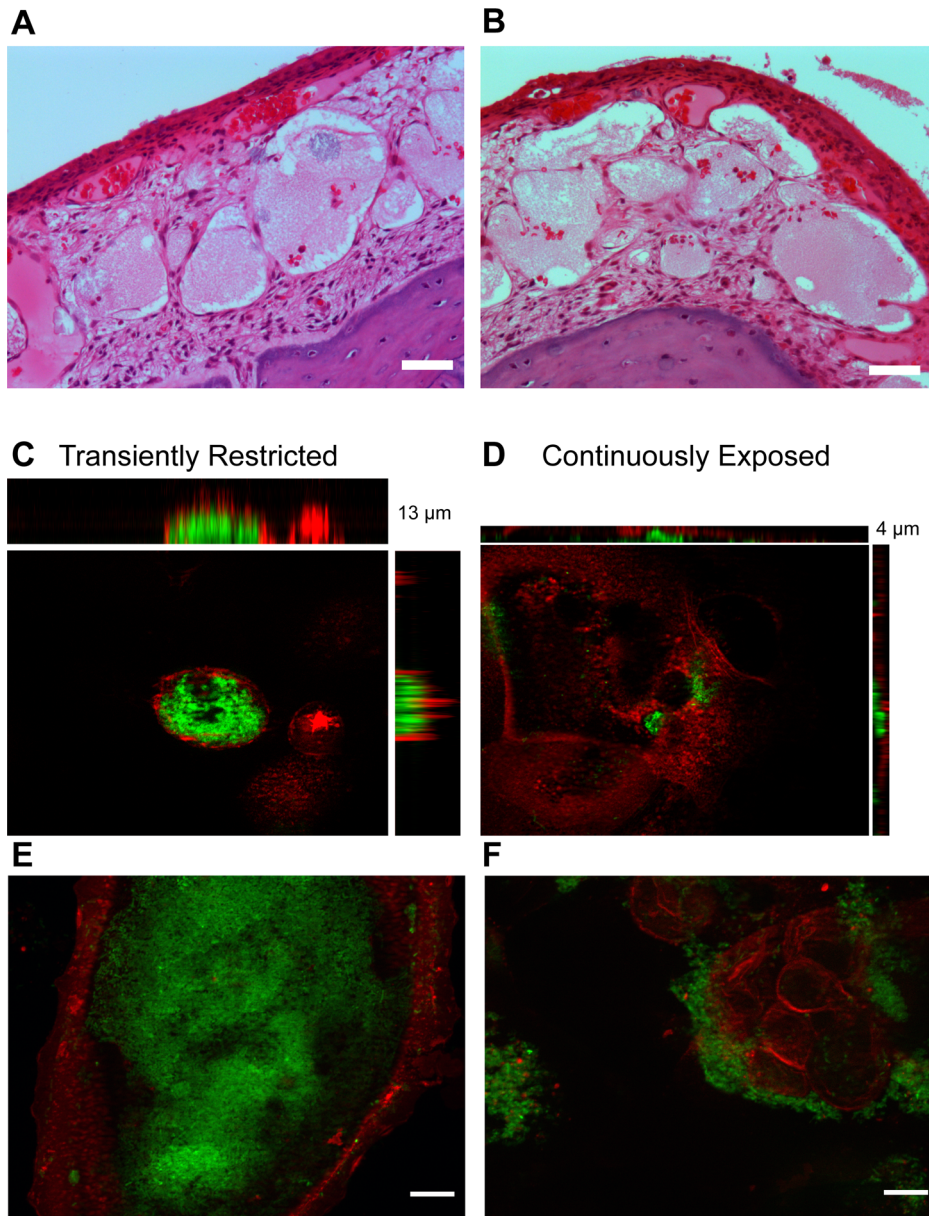 A
B
C Transiently Restricted
D Continuously Exposed
13 µm
4 µm
E
F